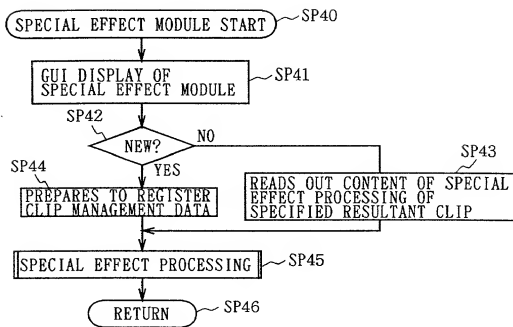 SPECIAL EFFECT MODULE START
SP40
GUI DISPLAY OF
SPECIAL EFFECT MODULE
SP41
SP42
NEW?
NO
YES
SP44
PREPARES TO REGISTER
CLIP MANAGEMENT DATA
SP43
READS OUT CONTENT OF SPECIAL
EFFECT PROCESSING OF
SPECIFIED RESULTANT CLIP
SPECIAL EFFECT PROCESSING
SP45
RETURN
SP46